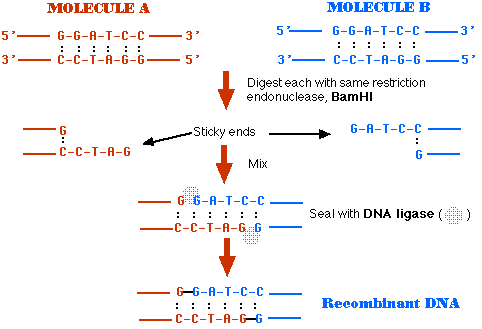 MOLECULE A
5' G-G-A-T-C-C 3'
3' C-C-T-A-G-G 5'
MOLECULE B
5' G-G-A-T-C-C 3'
3' C-C-T-A-G-G 5'
Digest each with same restriction
endonuclease, BamHI
G
C-C-T-A-G
Sticky ends
G-A-T-C-C
G
Mix
G G-A-T-C-C
C-C-T-A-G G
Seal with DNA ligase ( )
G-G-A-T-C-C
C-C-T-A-G-G
Recombinant DNA